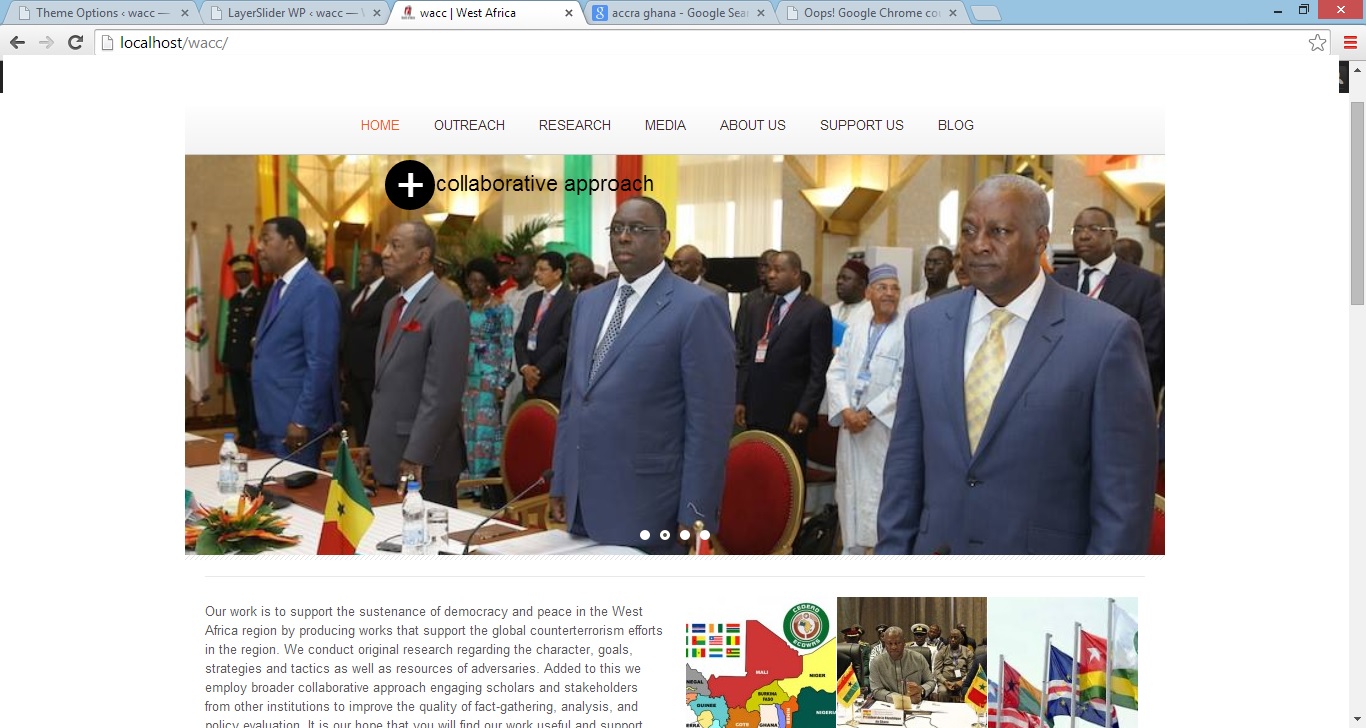 Theme Options ‹ wacc —
LayerSlider WP ‹ wacc —
wacc | West Africa
accra ghana - Google Sea
Oops! Google Chrome co
localhost/wacc/
HOME OUTREACH RESEARCH MEDIA ABOUT US SUPPORT US BLOG
collaborative approach
Our work is to support the sustenance of democracy and peace in the West
Africa region by producing works that support the global counterterrorism efforts
in the region. We conduct original research regarding the character, goals,
strategies and tactics as well as resources of adversaries. Added to this we
employ broader collaborative approach engaging scholars and stakeholders
from other institutions to improve the quality of fact-gathering, analysis, and
policy evaluation. It is our hope that you will find our work useful and support
CEDEAO
ECOWAS
MALI
NIGER
NEGAL
BURKINA
FASO
GUINEE
BENIN
NIGERIA
COTE
GHANA
ERRA